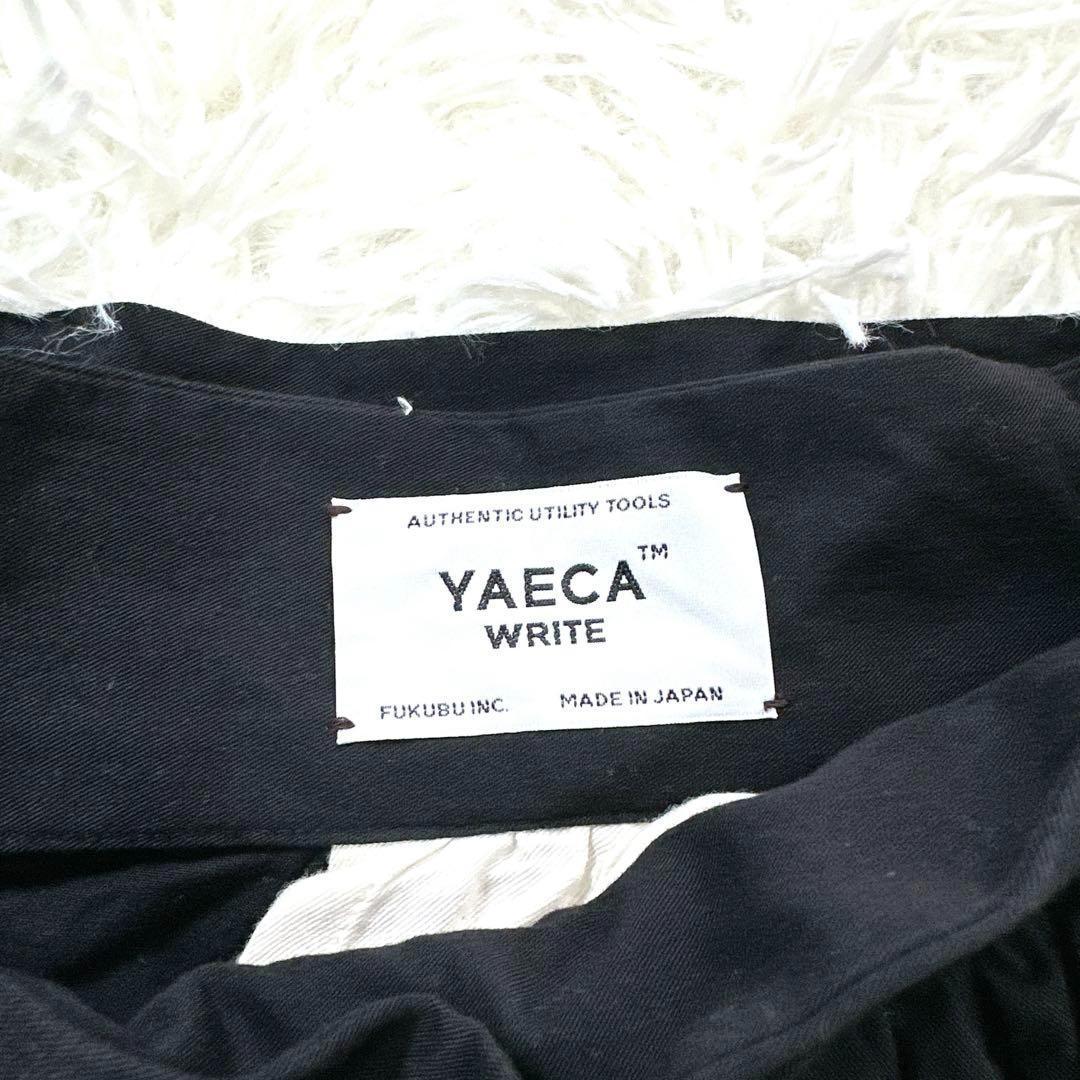 AUTHENTIC UTILITY TOOLS
YAECA™
WRITE
FUKUBU INC. MADE IN JAPAN